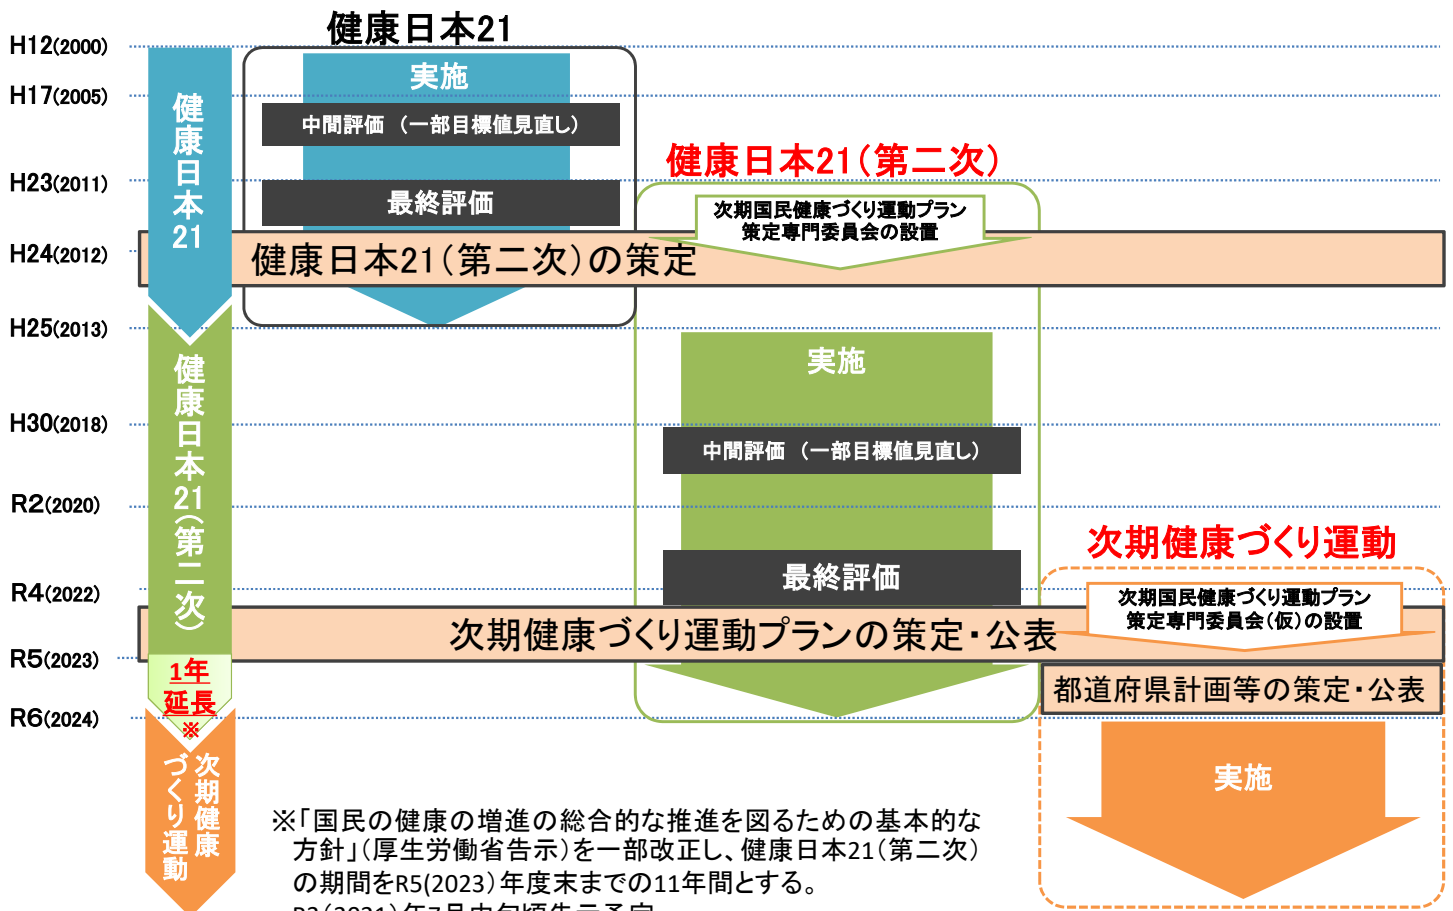 健康日本21
H12(2000)
実施
H17(2005)
中間評価 （一部目標値見直し）
健康日本21
健康日本21（第二次）
H23(2011)
最終評価
次期国民健康づくり運動プラン
策定専門委員会の設置
H24(2012)
健康日本21（第二次）の策定
H25(2013)
実施
健康日本21（第二次）
H30(2018)
中間評価 （一部目標値見直し）
R2(2020)
次期健康づくり運動
最終評価
R4(2022)
次期国民健康づくり運動プラン
策定専門委員会（仮）の設置
次期健康づくり運動プランの策定・公表
R5(2023)
1年
延長
※
都道府県計画等の策定・公表
R6(2024)
次期健康
づくり運動
実施
※「国民の健康の増進の総合的な推進を図るための基本的な
方針」（厚生労働省告示）を一部改正し、健康日本21（第二次）
の期間をR5(2023）年度末までの11年間とする。
R3（2021）年7月中旬頃告示予定